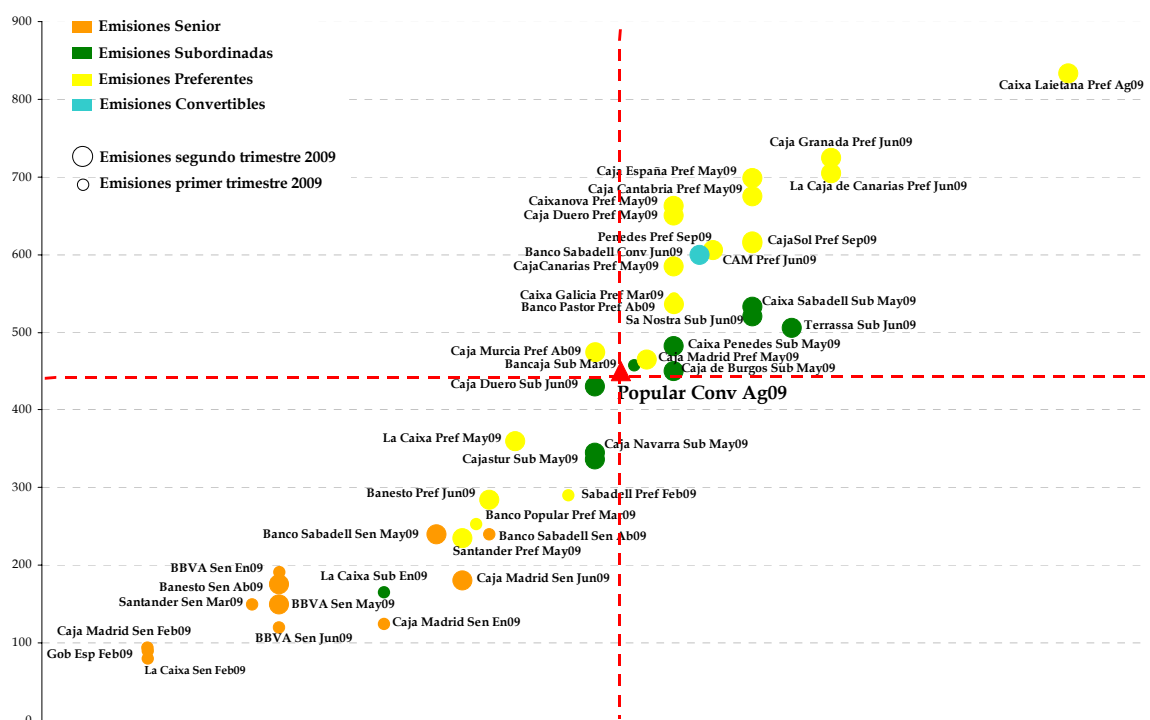 900
Emisiones Senior
Emisiones Subordinadas
Emisiones Preferentes
Emisiones Convertibles
Emisiones segundo trimestre 2009
Emisiones primer trimestre 2009
Caixa Laietana Pref Ag09
800
Caja Granada Pref Jun09
Caja España Pref May09
700
La Caja de Canarias Pref Jun09
Caja Cantabria Pref May09
Caixanova Pref May09
Caja Duero Pref May09
Penedes Pref Sep09
CajaSol Pref Sep09
Banco Sabadell Conv Jun09
600
CAM Pref Jun09
CajaCanarias Pref May09
Caixa Galicia Pref Mar09
Banco Pastor Pref Ab09
Caixa Sabadell Sub May09
Sa Nostra Sub Jun09
Terrassa Sub Jun09
500
Caixa Penedes Sub May09
Caja Murcia Pref Ab09
Caja Madrid Pref May09
Bancaja Sub Mar09
Caja de Burgos Sub May09
Caja Duero Sub Jun09
Popular Conv Ag09
400
La Caixa Pref May09
Caja Navarra Sub May09
Cajastur Sub May09
300
Banesto Pref Jun09
Sabadell Pref Feb09
Banco Popular Pref Mar09
Banco Sabadell Sen May09
Banco Sabadell Sen Ab09
Santander Pref May09
200
BBVA Sen En09
La Caixa Sub En09
Caja Madrid Sen Jun09
Banesto Sen Ab09
Santander Sen Mar09
BBVA Sen May09
Caja Madrid Sen En09
Caja Madrid Sen Feb09
BBVA Sen Jun09
100
Gob Esp Feb09
La Caixa Sen Feb09
0